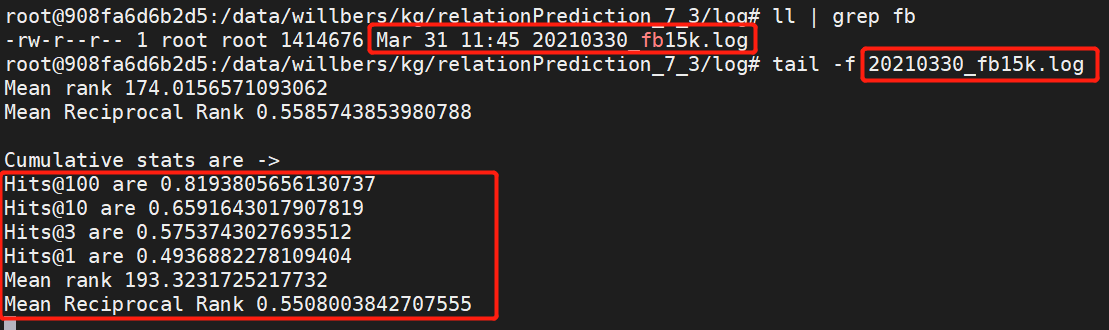 root@908fa6d6b2d5:/data/willbers/kg/relationPrediction_7_3/log# ll | grep fb
-rw-r--r-- 1 root root 1414676 Mar 31 11:45 20210330_fb15k.log
root@908fa6d6b2d5:/data/willbers/kg/relationPrediction_7_3/log# tail -f 20210330_fb15k.log
Mean rank 174.0156571093062
Mean Reciprocal Rank 0.5585743853980788
Cumulative stats are ->
Hits@100 are 0.8193805656130737
Hits@10 are 0.6591643017907819
Hits@3 are 0.5753743027693512
Hits@1 are 0.4936882278109404
Mean rank 193.3231725217732
Mean Reciprocal Rank 0.5508003842707555